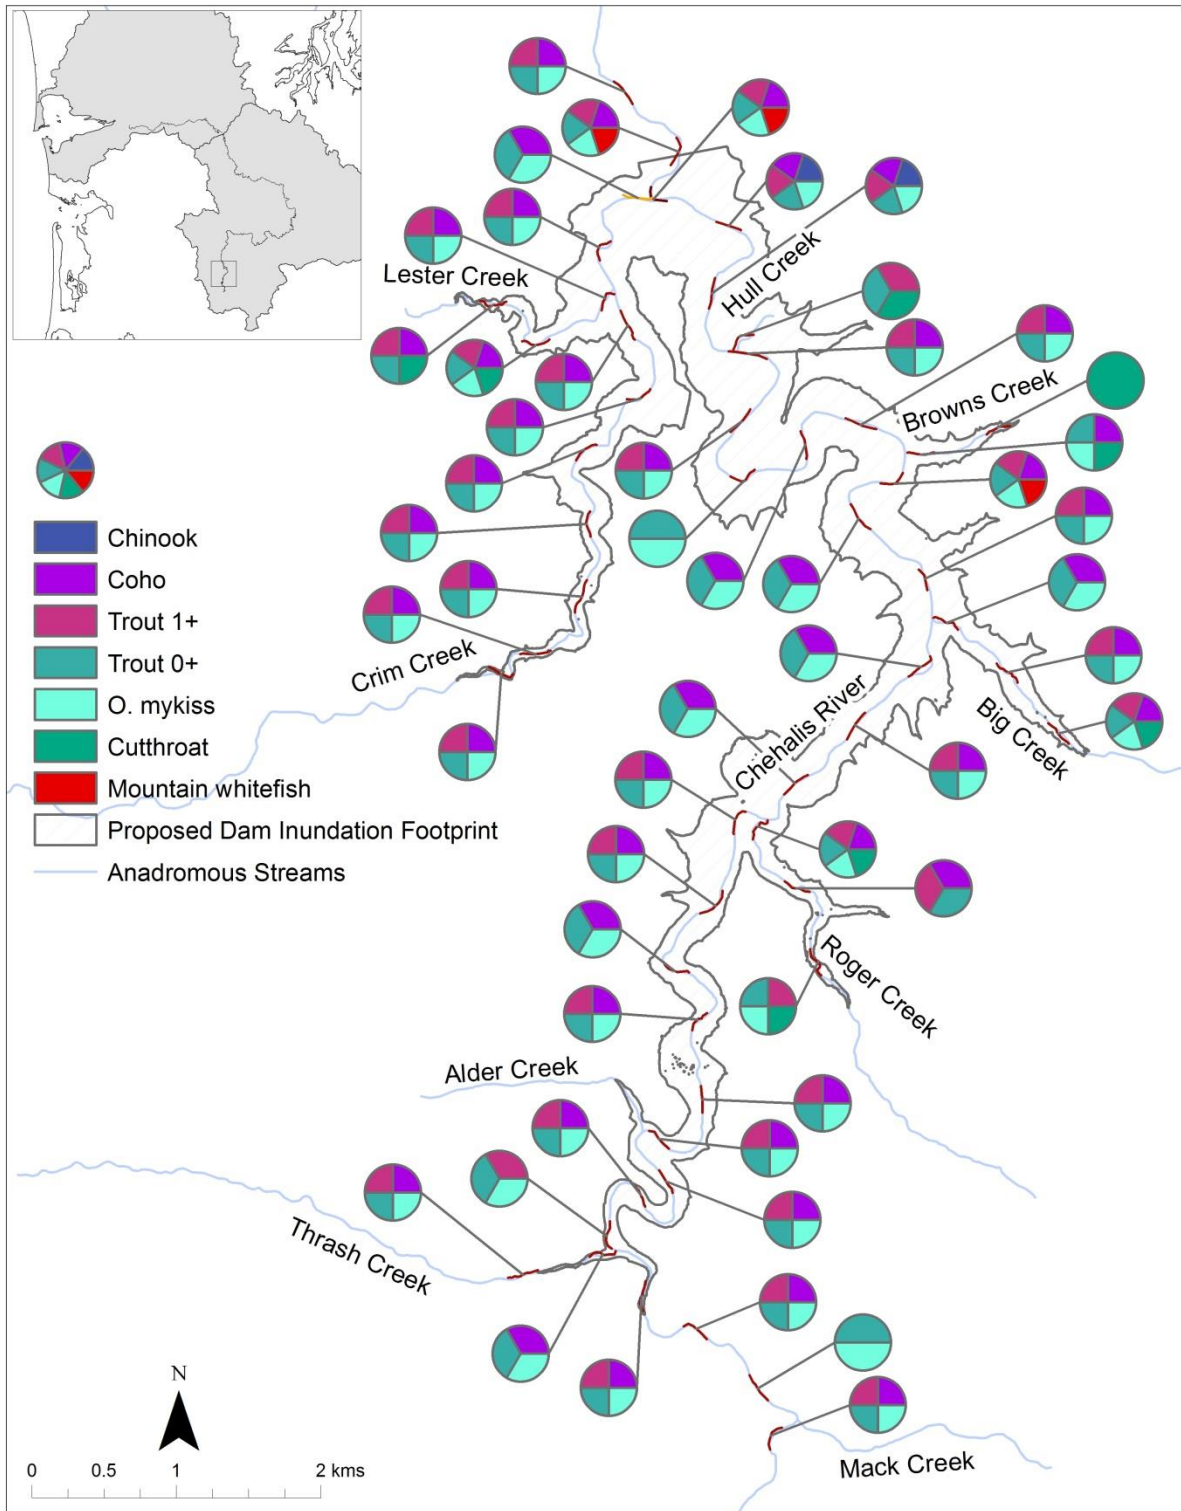 Lester Creek
Hull Creek
Browns Creek
Chinook
Coho
Trout 1+
Trout 0+
O. mykiss
Cutthroat
Mountain whitefish
Proposed Dam Inundation Footprint
Anadromous Streams
Crim Creek
Chehalis River
Big Creek
Roger Creek
Alder Creek
Thrash Creek
Mack Creek
N
0 0.5 1 2 kms